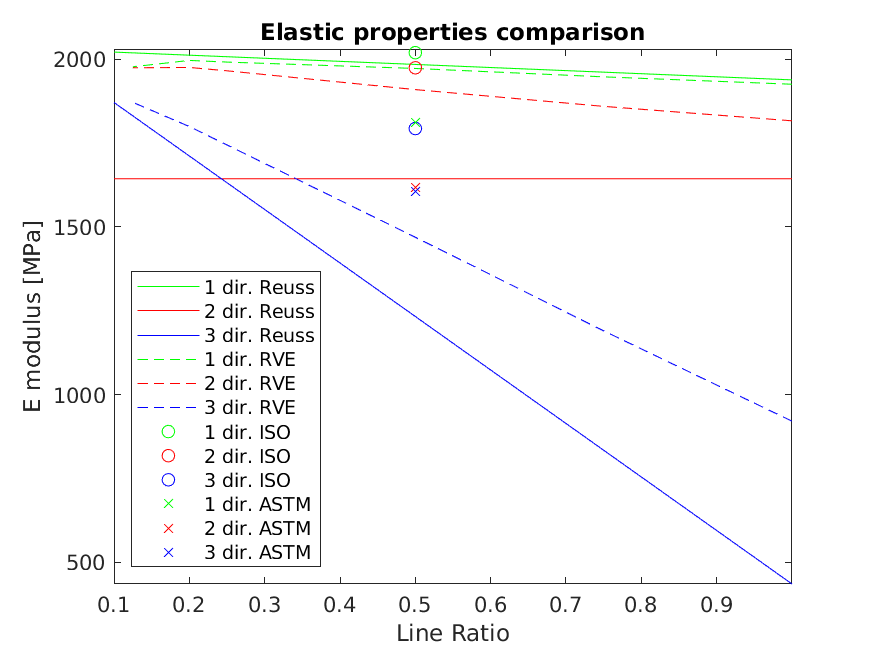 Elastic properties comparison
2000
1500
1000
500
E modulus [MPa]
1 dir. Reuss
2 dir. Reuss
3 dir. Reuss
1 dir. RVE
2 dir. RVE
3 dir. RVE
1 dir. ISO
2 dir. ISO
3 dir. ISO
1 dir. ASTM
2 dir. ASTM
3 dir. ASTM
0.1 0.2 0.3 0.4 0.5 0.6 0.7 0.8 0.9
Line Ratio